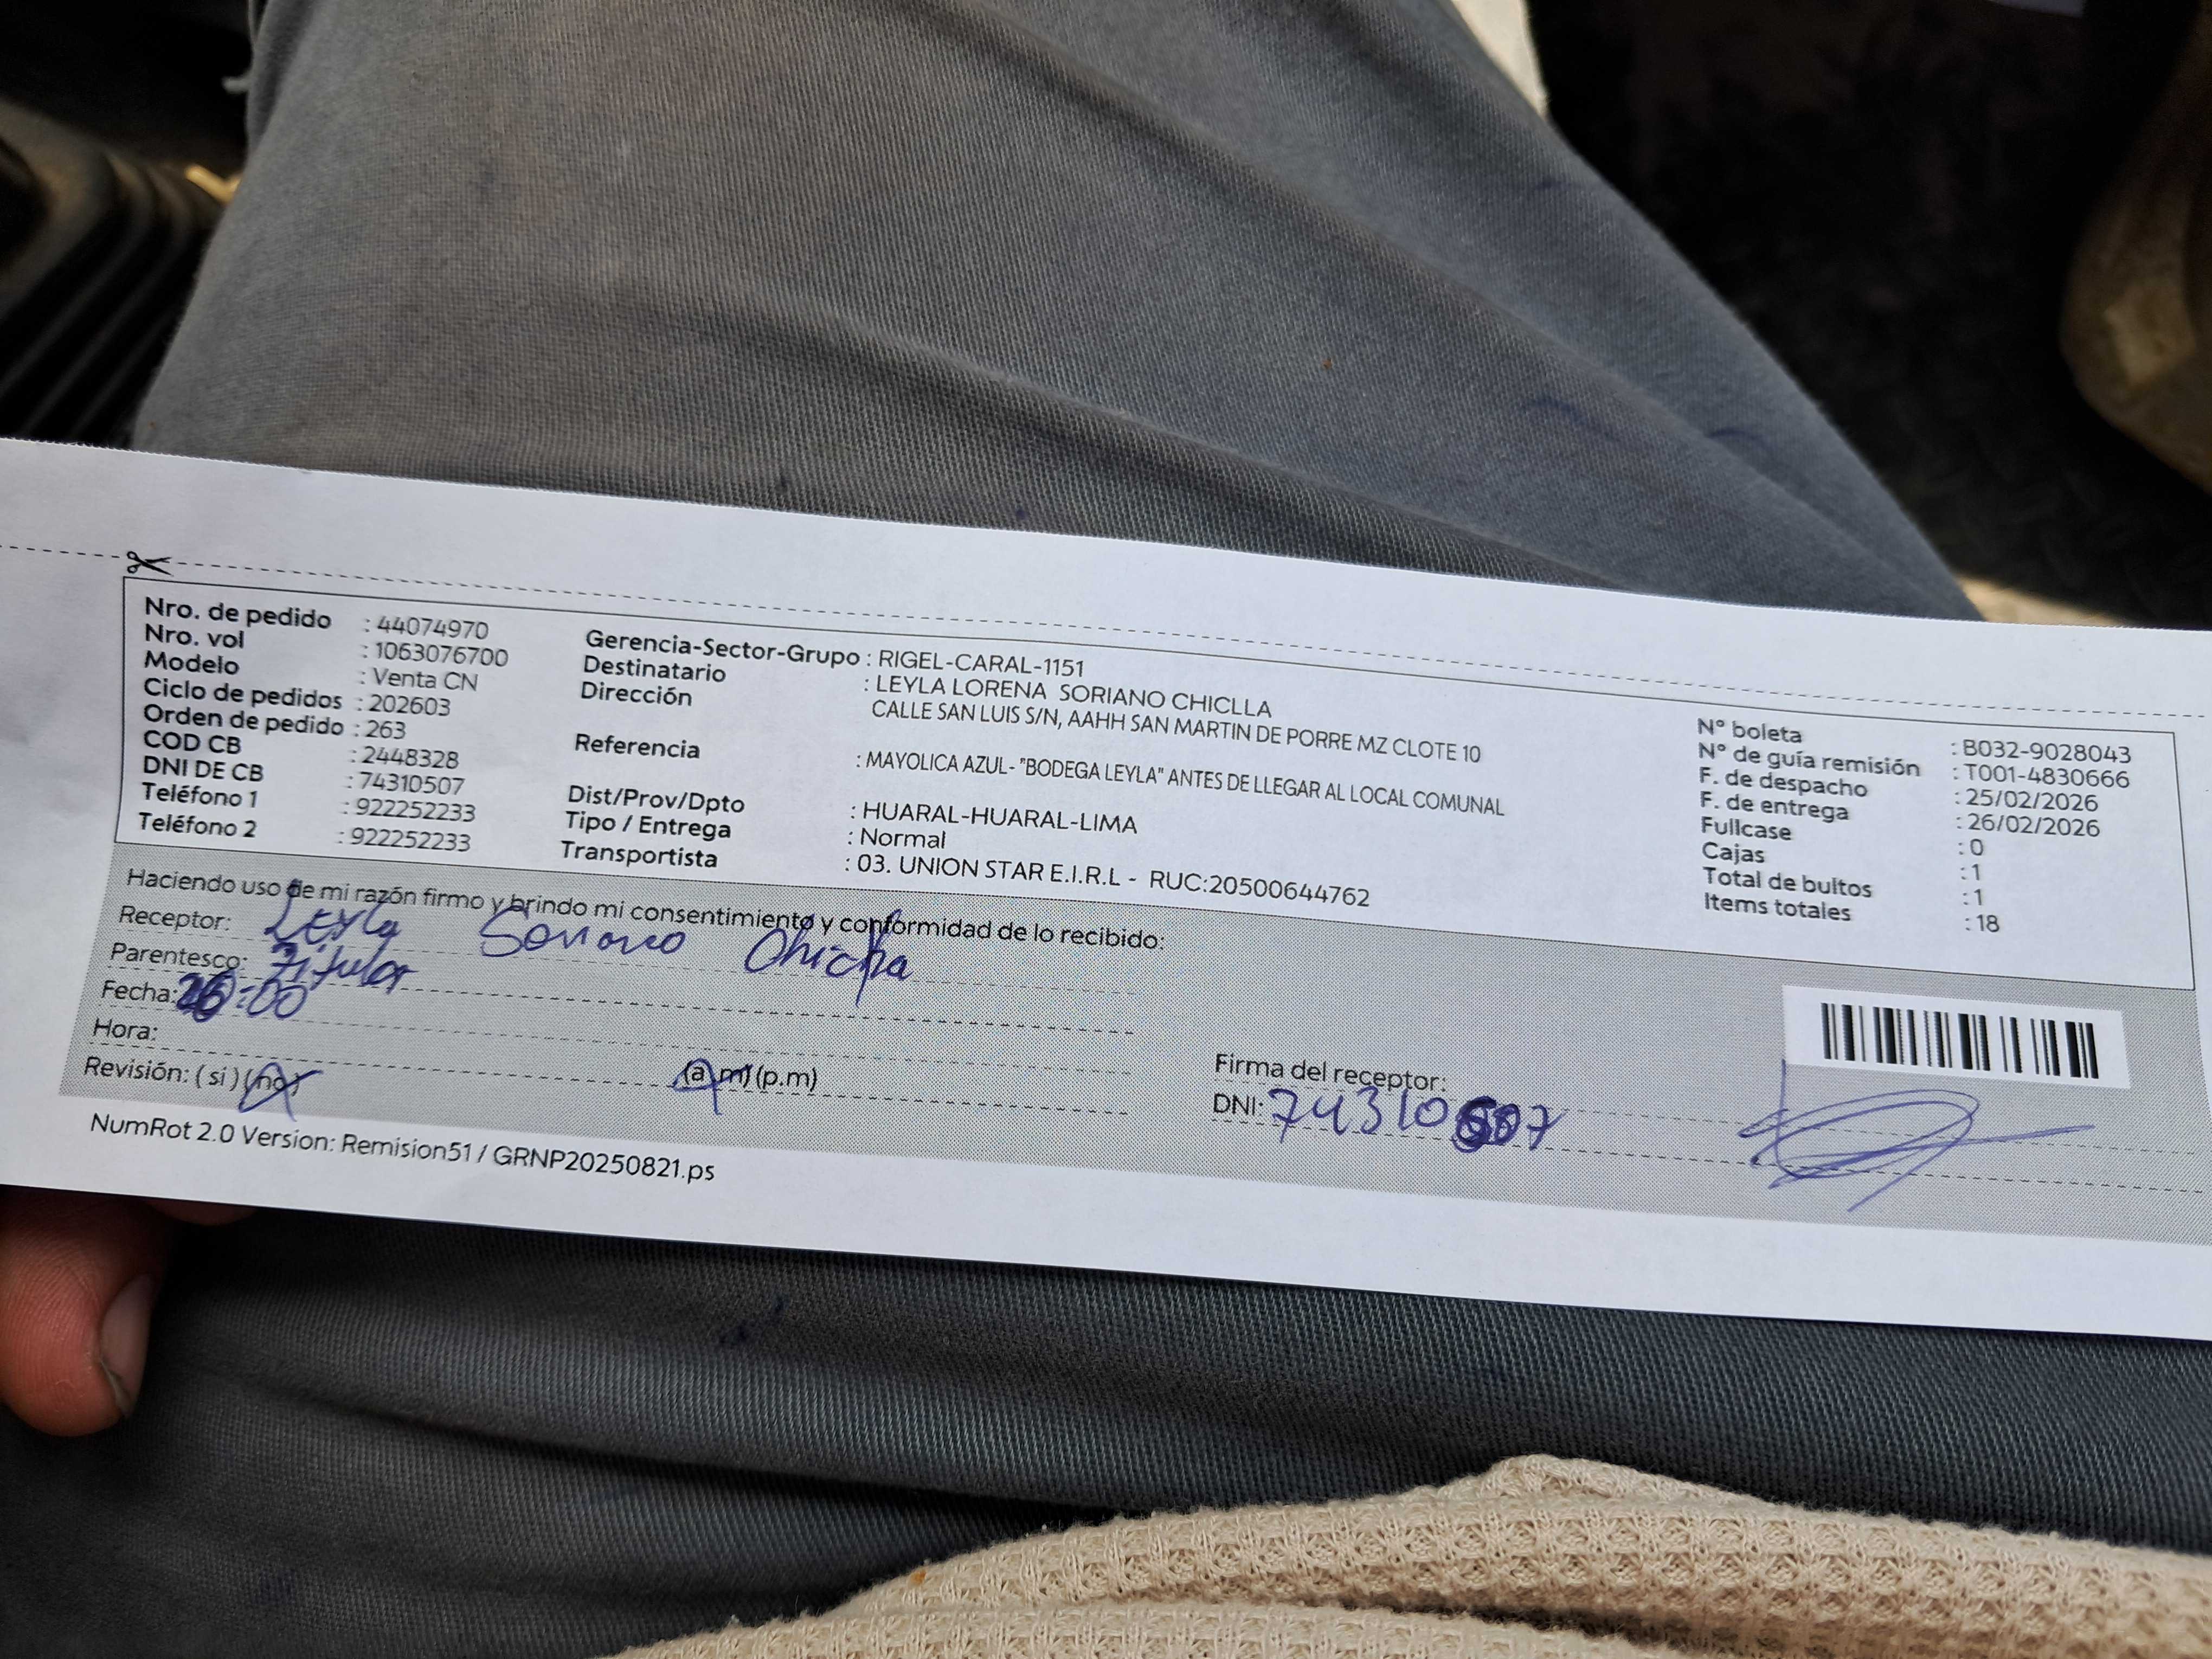 Nro. de pedido : 44074970
Nro. vol : 1063076700
Modelo : Venta CN
Ciclo de pedidos : 202603
Orden de pedido : 263
COD CB : 2448328
DNI DE CB : 74310507
Teléfono 1 : 922252233
Teléfono 2 : 922252233
Gerencia-Sector-Grupo : RIGEL-CARAL-1151
Destinatario : LEYLA LORENA SORIANO CHICLLA
Dirección CALLE SAN LUIS S/N, AAHH SAN MARTIN DE PORRE MZ CLOTE 10
Referencia : MAYOLICA AZUL- "BODEGA LEYLA" ANTES DE LLEGAR AL LOCAL COMUNAL
Dist/Prov/Dpto : HUARAL-HUARAL-LIMA
Tipo / Entrega : Normal
Transportista : 03. UNION STAR E.I.R.L - RUC:20500644762
N° boleta : B032-9028043
N° de guía remisión : T001-4830666
F. de despacho : 25/02/2026
F. de entrega : 26/02/2026
Fullcase : 0
Cajas : 1
Total de bultos : 1
Items totales : 18
Haciendo uso de mi razón firmo y brindo mi consentimiento y conformidad de lo recibido:
Receptor: Leyla Soriano Chiclla
Parentesco: Titular
Fecha:
Hora: (a.m) (p.m)
Revisión: ( si ) (no)
Firma del receptor:
DNI: 74310507
NumRot 2.0 Version: Remision51 / GRNP20250821.ps